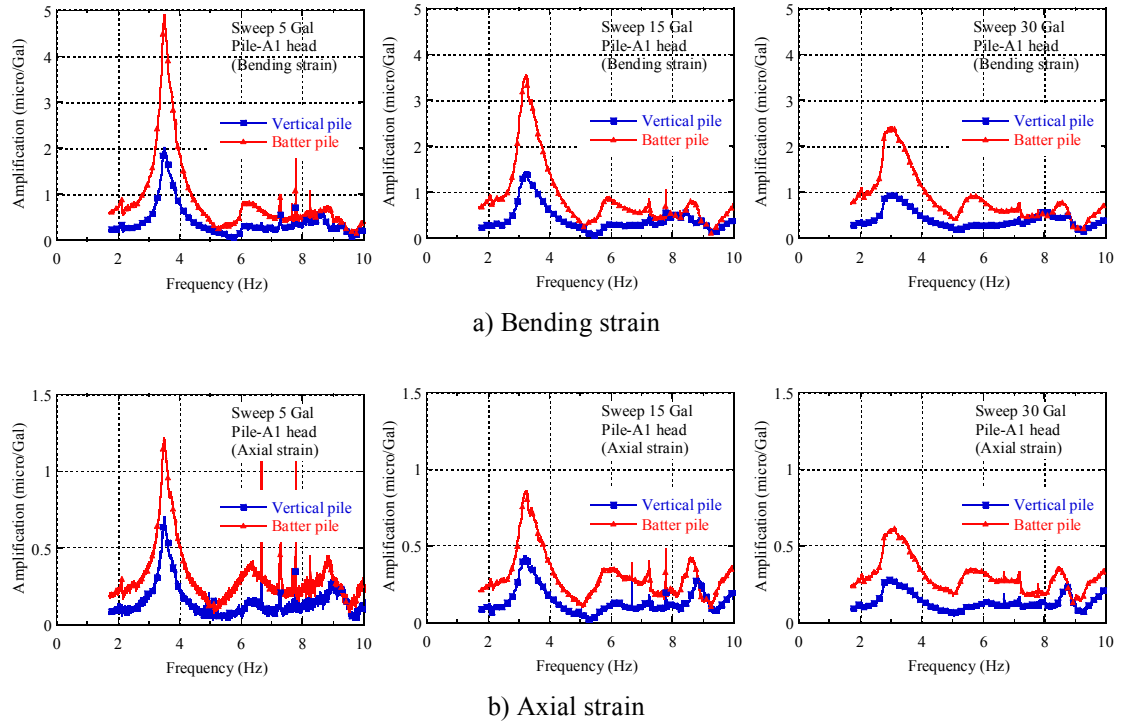 Sweep 5 Gal
Pile-A1 head
(Bending strain)
Vertical pile
Batter pile
Amplification (micro/Gal)
5
4
3
2
1
0
0 2 4 6 8 10
Frequency (Hz)
Sweep 15 Gal
Pile-A1 head
(Bending strain)
Vertical pile
Batter pile
Amplification (micro/Gal)
5
4
3
2
1
0
0 2 4 6 8 10
Frequency (Hz)
Sweep 30 Gal
Pile-A1 head
(Bending strain)
Vertical pile
Batter pile
Amplification (micro/Gal)
5
4
3
2
1
0
0 2 4 6 8 10
Frequency (Hz)
a) Bending strain
Sweep 5 Gal
Pile-A1 head
(Axial strain)
Vertical pile
Batter pile
Amplification (micro/Gal)
1.5
1
0.5
0
0 2 4 6 8 10
Frequency (Hz)
Sweep 15 Gal
Pile-A1 head
(Axial strain)
Vertical pile
Batter pile
Amplification (micro/Gal)
1.5
1
0.5
0
0 2 4 6 8 10
Frequency (Hz)
Sweep 30 Gal
Pile-A1 head
(Axial strain)
Vertical pile
Batter pile
Amplification (micro/Gal)
1.5
1
0.5
0
0 2 4 6 8 10
Frequency (Hz)
b) Axial strain